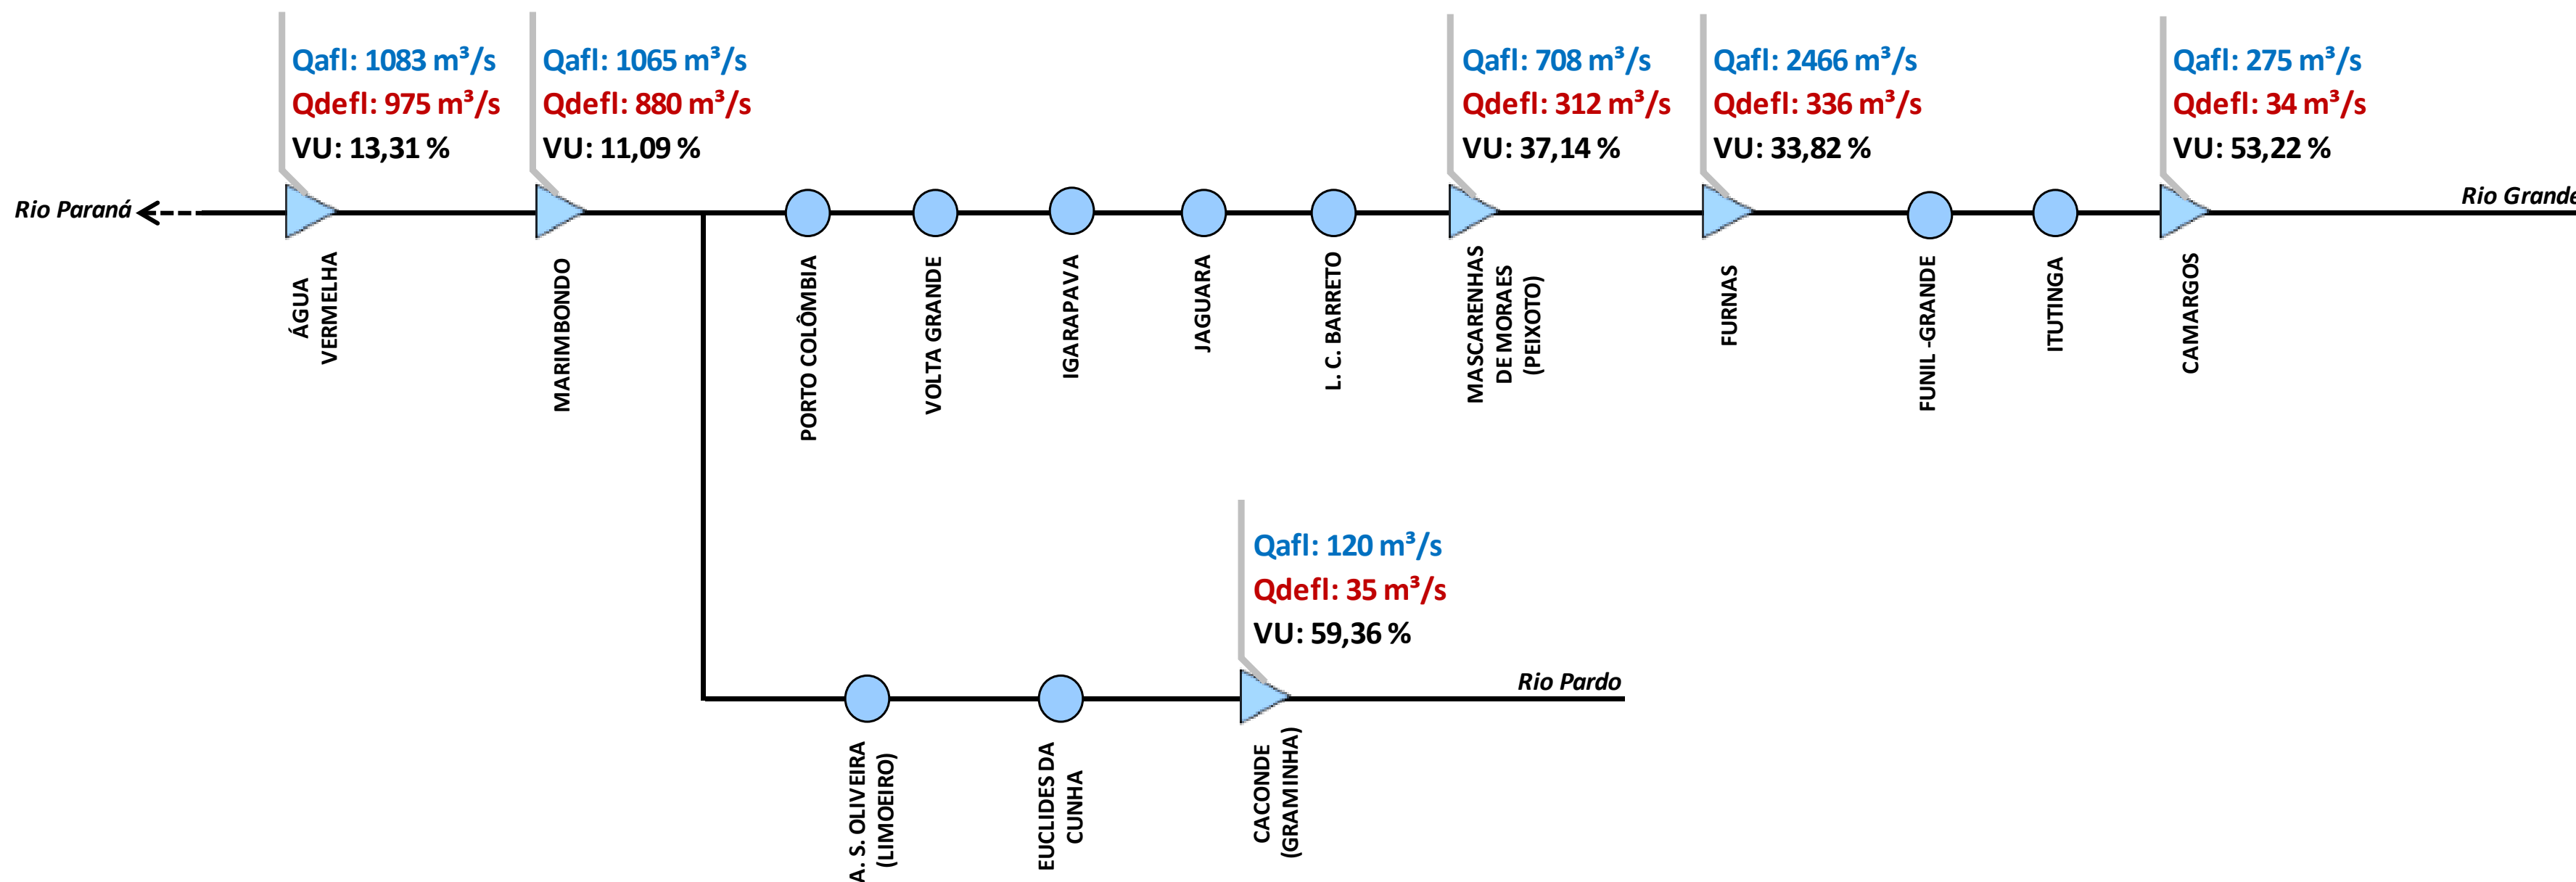 Qafl: 1083 m³/s
Qdefl: 975 m³/s
VU: 13,31 %
Qafl: 1065 m³/s
Qdefl: 880 m³/s
VU: 11,09 %
Qafl: 708 m³/s
Qdefl: 312 m³/s
VU: 37,14 %
Qafl: 2466 m³/s
Qdefl: 336 m³/s
VU: 33,82 %
Qafl: 275 m³/s
Qdefl: 34 m³/s
VU: 53,22 %
Rio Paraná
Rio Grande
ÁGUA
VERMELHA
MARIMBONDO
PORTO COLÔMBIA
VOLTA GRANDE
IGARAPAVA
JAGUARA
L. C. BARRETO
MASCARENHAS
DE MORAES
(PEIXOTO)
FURNAS
FUNIL -GRANDE
ITUTINGA
CAMARGOS
Qafl: 120 m³/s
Qdefl: 35 m³/s
VU: 59,36 %
Rio Pardo
A. S. OLIVEIRA
(LIMOEIRO)
EUCLIDES DA
CUNHA
CACONDE
(GRAMINHA)